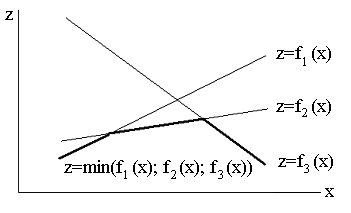 z
z=f₁(x)
z=f₂(x)
z=min(f₁(x); f₂(x); f₃(x))
z=f₃(x)
x